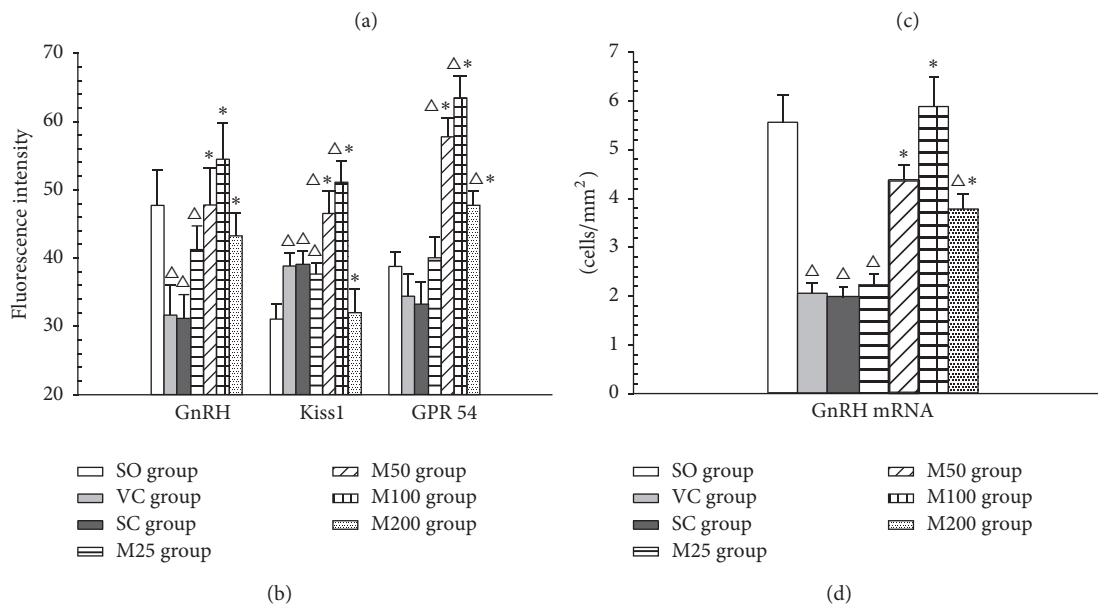 (a)
(c)
Fluorescence intensity
70
60
50
40
30
20
△
△
△
*
*
*
△
△
△
△
*
△
*
*
△
*
△
*
△
*
GnRH
Kiss1
GPR 54
(cells/mm²)
7
6
5
4
3
2
1
0
△
△
△
*
*
△
*
GnRH mRNA
SO group
VC group
SC group
M25 group
M50 group
M100 group
M200 group
SO group
VC group
SC group
M25 group
M50 group
M100 group
M200 group
(b)
(d)